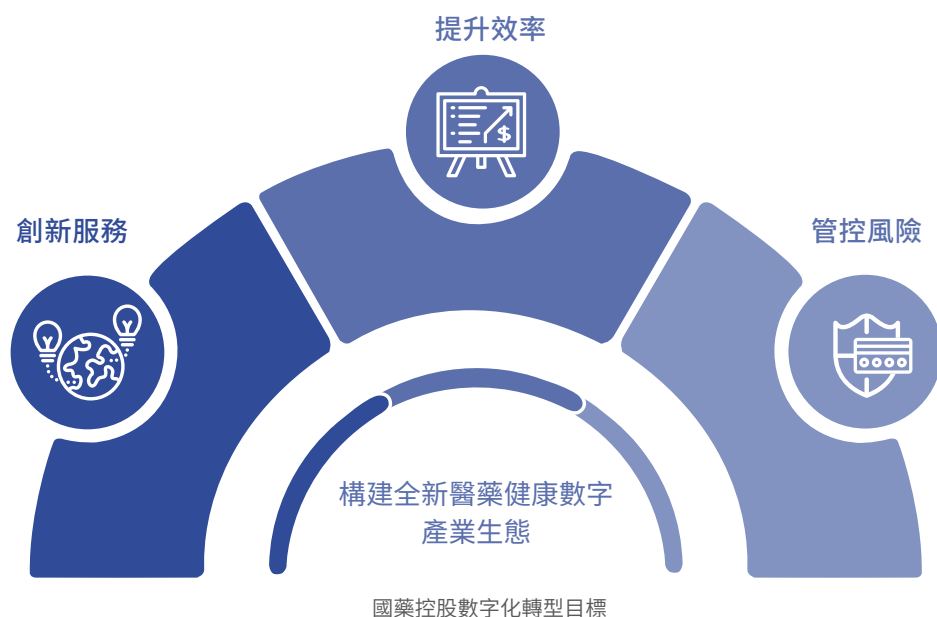 提升效率
創新服務
管控風險
構建全新醫藥健康數字
產業生態
國藥控股數字化轉型目標